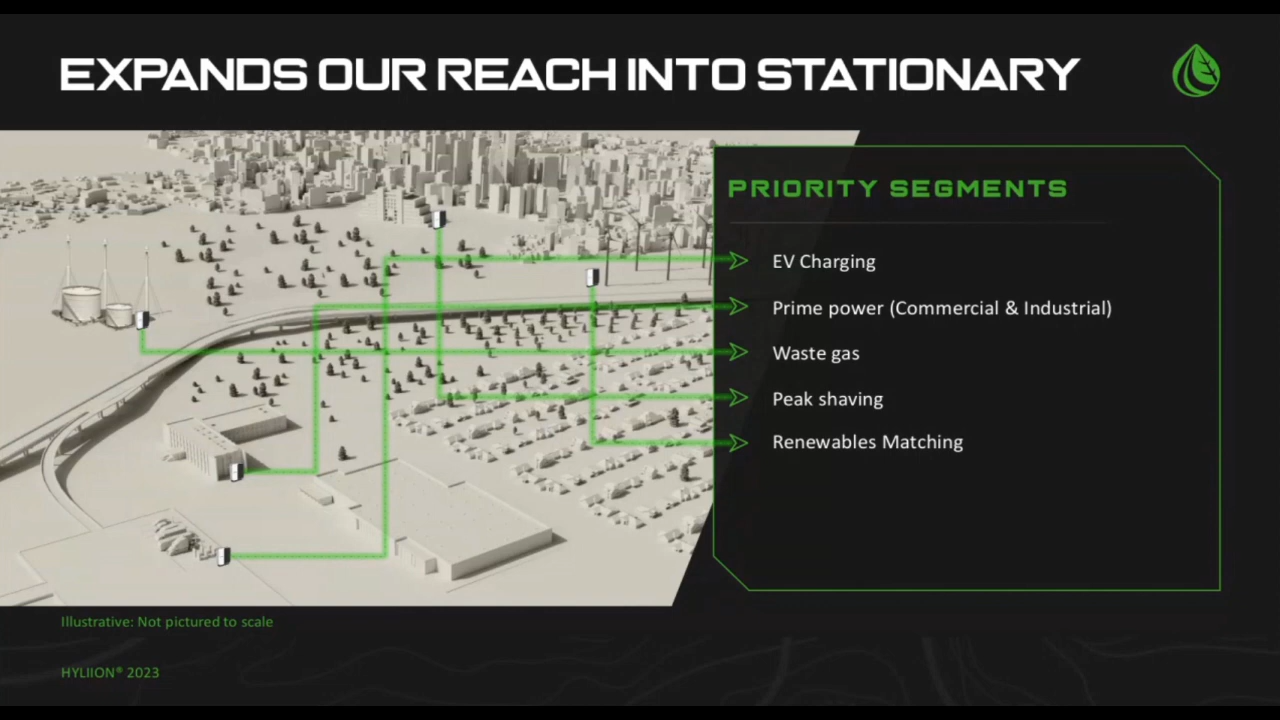 EXPANDS OUR REACH INTO STATIONARY
PRIORITY SEGMENTS
EV Charging
Prime power (Commercial & Industrial)
Waste gas
Peak shaving
Renewables Matching
Illustrative: Not pictured to scale
HYLIION® 2023